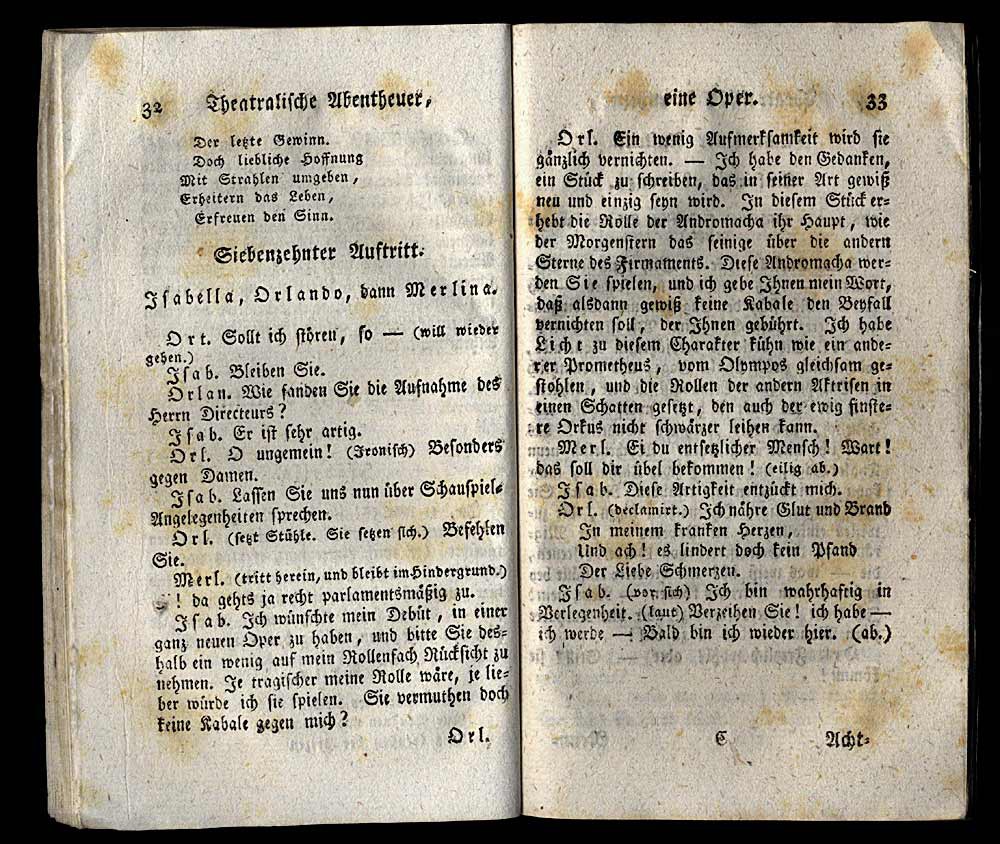 32 Theatralische Abentheuer,
Der letzte Gewinn.
Doch liebliche Hoffnung
Mit Strahlen umgeben,
Erheitern das Leben,
Erfreuen den Sinn.
Siebenzehnter Auftritt.
Isabella, Orlando, dann Merlina.
Ort. Sollt ich stören, so — (will wieder
gehen.)
Isab. Bleiben Sie.
Orlan. Wie fanden Sie die Aufnahme des
Herrn Directeurs?
Isab. Er ist sehr artig.
Orl. O ungemein! (Ironisch) Besonders
gegen Damen.
Isab. Lassen Sie uns nun über Schauspiel=
Angelegenheiten sprechen.
Orl. (setzt Stühle. Sie setzen sich.) Befehlen
Sie.
Merl. (tritt herein, und bleibt im Hindergrund.)
! da gehts ja recht parlamentsmäßig zu.
Isab. Ich wünschte mein Debüt, in einer
ganz neuen Oper zu haben, und bitte Sie des=
halb ein wenig auf mein Rollenfach Rücksicht zu
nehmen. Je tragischer meine Rolle wäre, je lie=
ber würde ich sie spielen. Sie vermuthen doch
keine Kabale gegen mich?
Orl.
eine Oper. 33
Orl. Ein wenig Aufmerksamkeit wird sie
gänzlich vernichten. — Ich habe den Gedanken,
ein Stück zu schreiben, das in seiner Art gewiß
neu und einzig seyn wird. In diesem Stück er=
hebt die Rolle der Andromacha ihr Haupt, wie
der Morgenstern das seinige über die andern
Sterne des Firmaments. Diese Andromacha wer=
den Sie spielen, und ich gebe Ihnen mein Wort,
daß alsdann gewiß keine Kabale den Beyfall
vernichten soll, der Ihnen gebührt. Ich habe
Licht zu diesem Charakter kühn wie ein ande=
rer Prometheus, vom Olympos gleichsam ge=
stohlen, und die Rollen der andern Aktrisen in
einen Schatten gesetzt, den auch der ewig finste=
re Orkus nicht schwärzer leihen kann.
Merl. Ei du entsetzlicher Mensch! Wart!
das soll dir übel bekommen! (eilig ab.)
Isab. Diese Artigkeit entzückt mich.
Orl. (declamirt.) Ich nähre Glut und Brand
In meinem kranken Herzen,
Und ach! es lindert doch kein Pfand
Der Liebe Schmerzen.
Isab. (vor sich) Ich bin wahrhaftig in
Verlegenheit. (laut) Verzeihen Sie! ich habe —
ich werde — Bald bin ich wieder hier. (ab.)
C Acht=